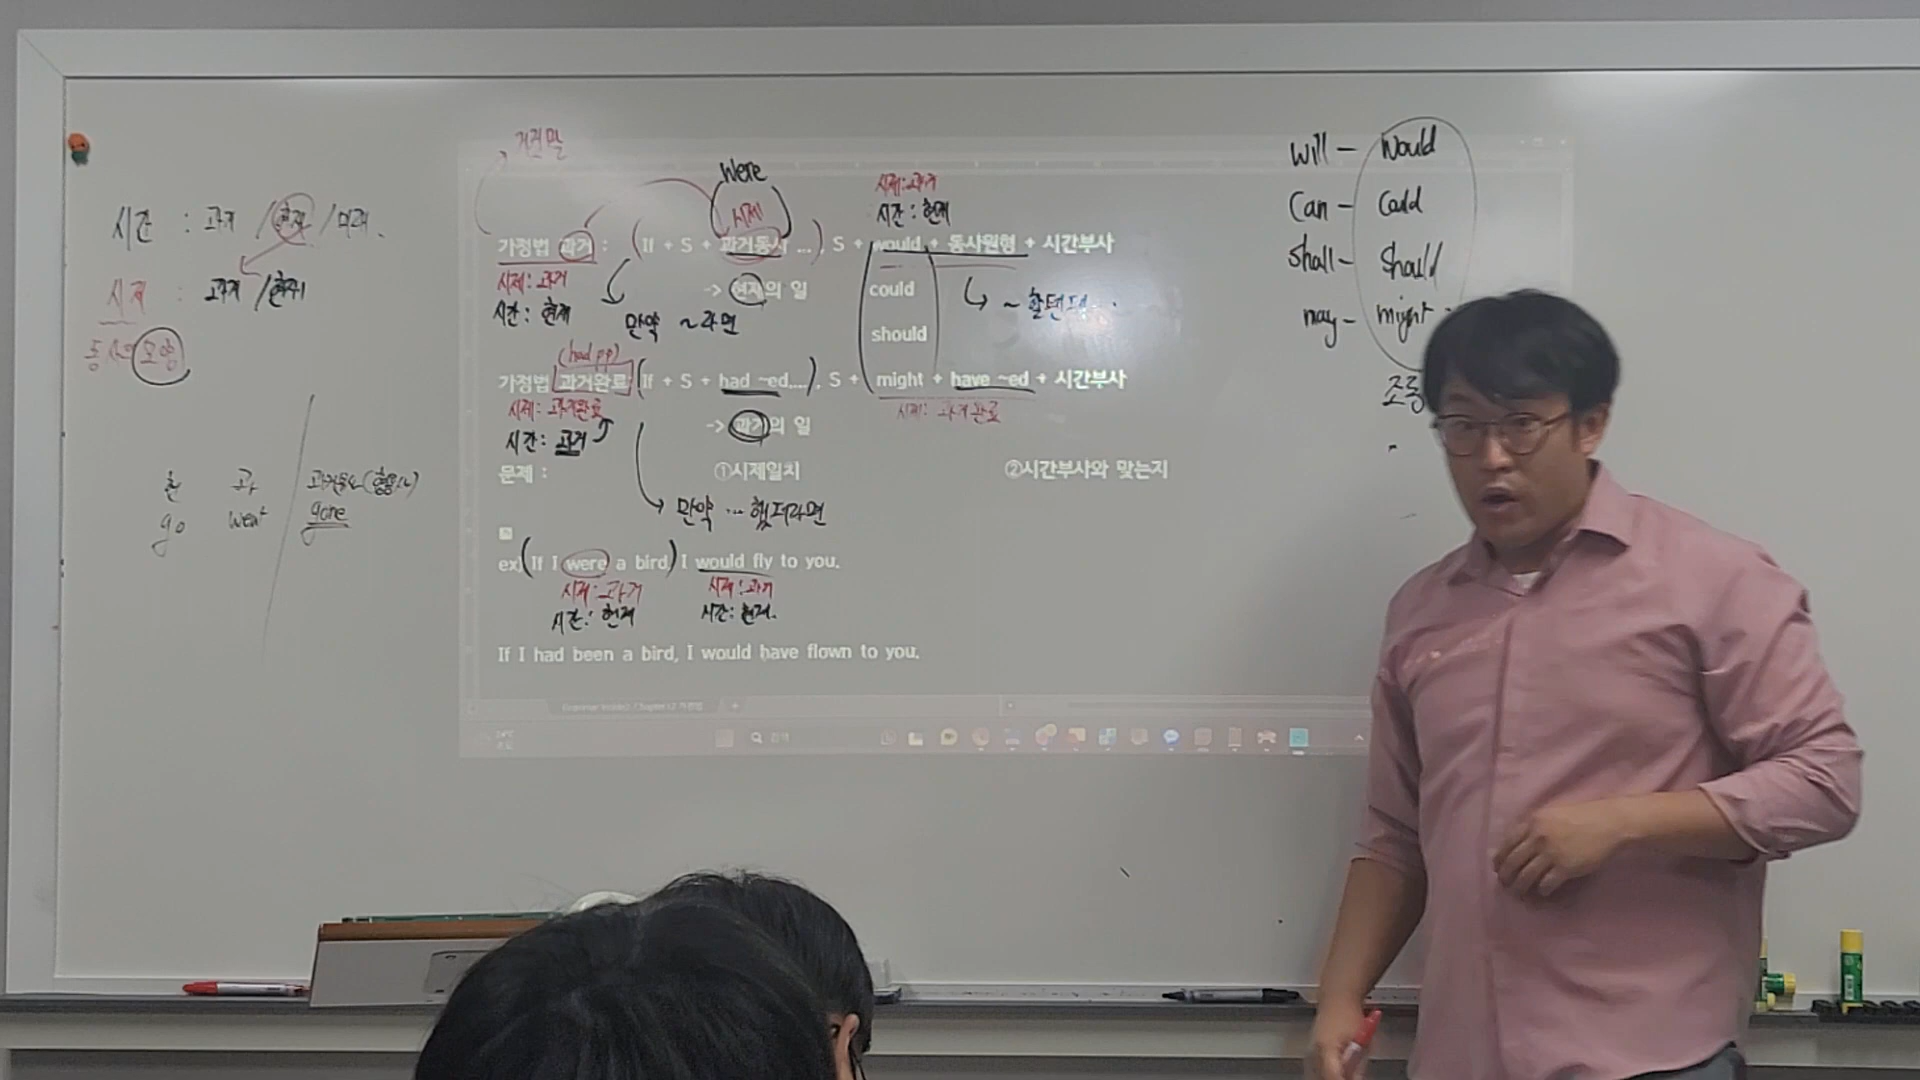 시간 : 과거 / 현재 / 미래.
시제 : 과거 / 현재
동사의 모양
현 과 과거분사(형용사)
go went gone
거짓말
were
시제
시제:과거
시간:현재
가정법 과거 : (If + S + 과거동사 ...), S + would + 동사원형 + 시간부사
시제:과거
시간:현재
-> 현재의 일
만약 ~라면
could
~할텐데...
should
(had pp)
가정법 과거완료 (If + S + had ~ed,...), S + might + have ~ed + 시간부사
시제:과거완료
시간:과거
시제: 과거완료
-> 과거의 일
문제 : ①시제일치 ②시간부사와 맞는지
만약 ... 했더라면
ex) (If I were a bird,) I would fly to you.
시제:과거 시제:과거
시간:현재 시간:현재.
If I had been a bird, I would have flown to you.
검색
will - would
Can - Could
shall - should
may - might